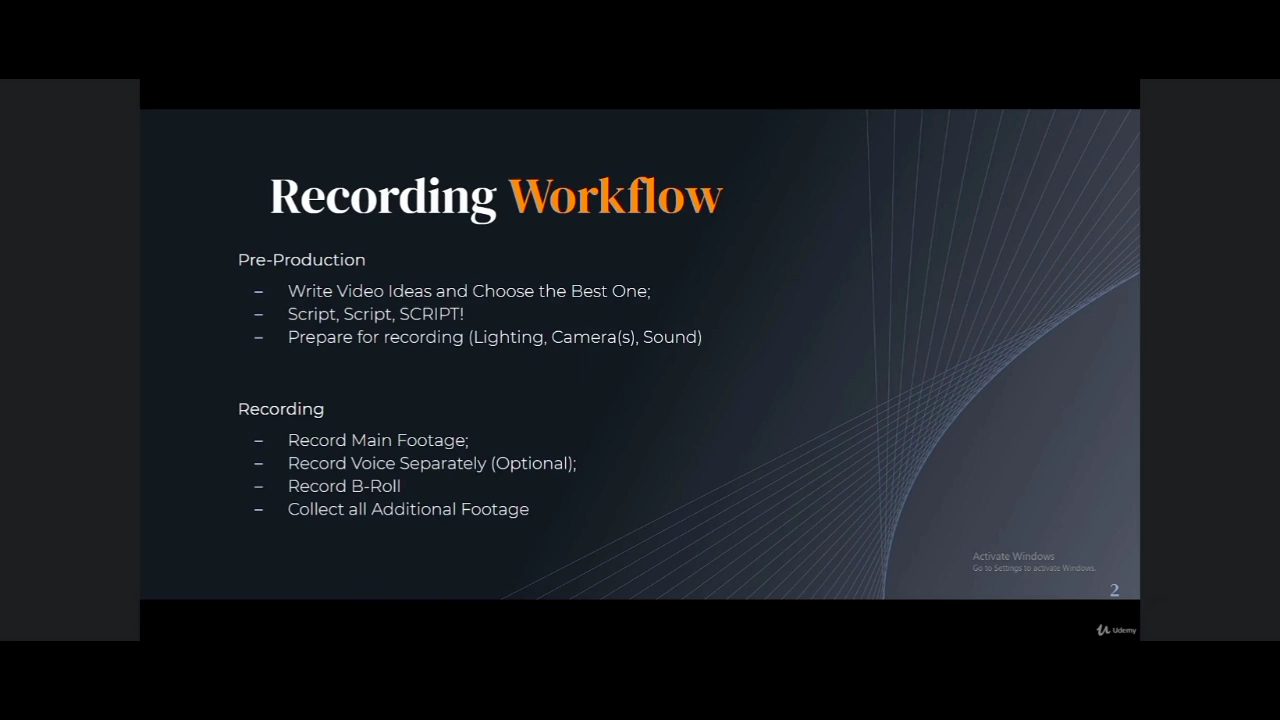 Recording Workflow
Pre-Production
– Write Video Ideas and Choose the Best One;
– Script, Script, SCRIPT!
– Prepare for recording (Lighting, Camera(s), Sound)
Recording
– Record Main Footage;
– Record Voice Separately (Optional);
– Record B-Roll
– Collect all Additional Footage
Activate Windows
Go to Settings to activate Windows.
2
Udemy